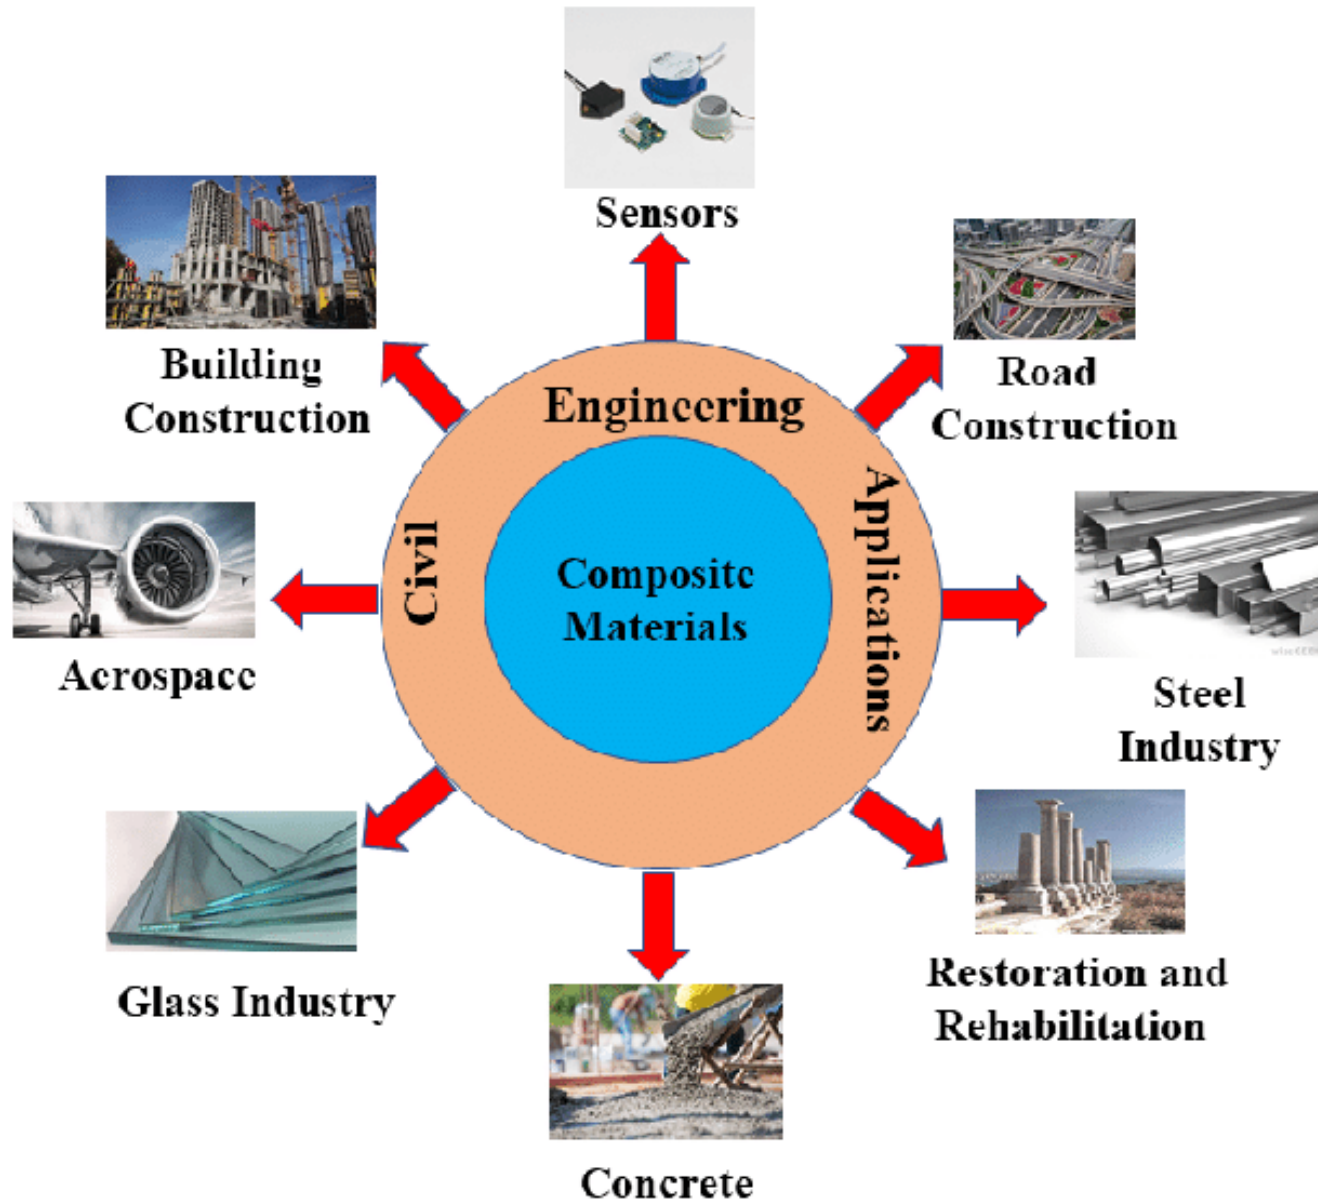 Sensors
Building
Construction
Road
Construction
Engineering
Civil
Applications
Composite
Materials
Aerospace
Steel
Industry
Glass Industry
Restoration and
Rehabilitation
Concrete